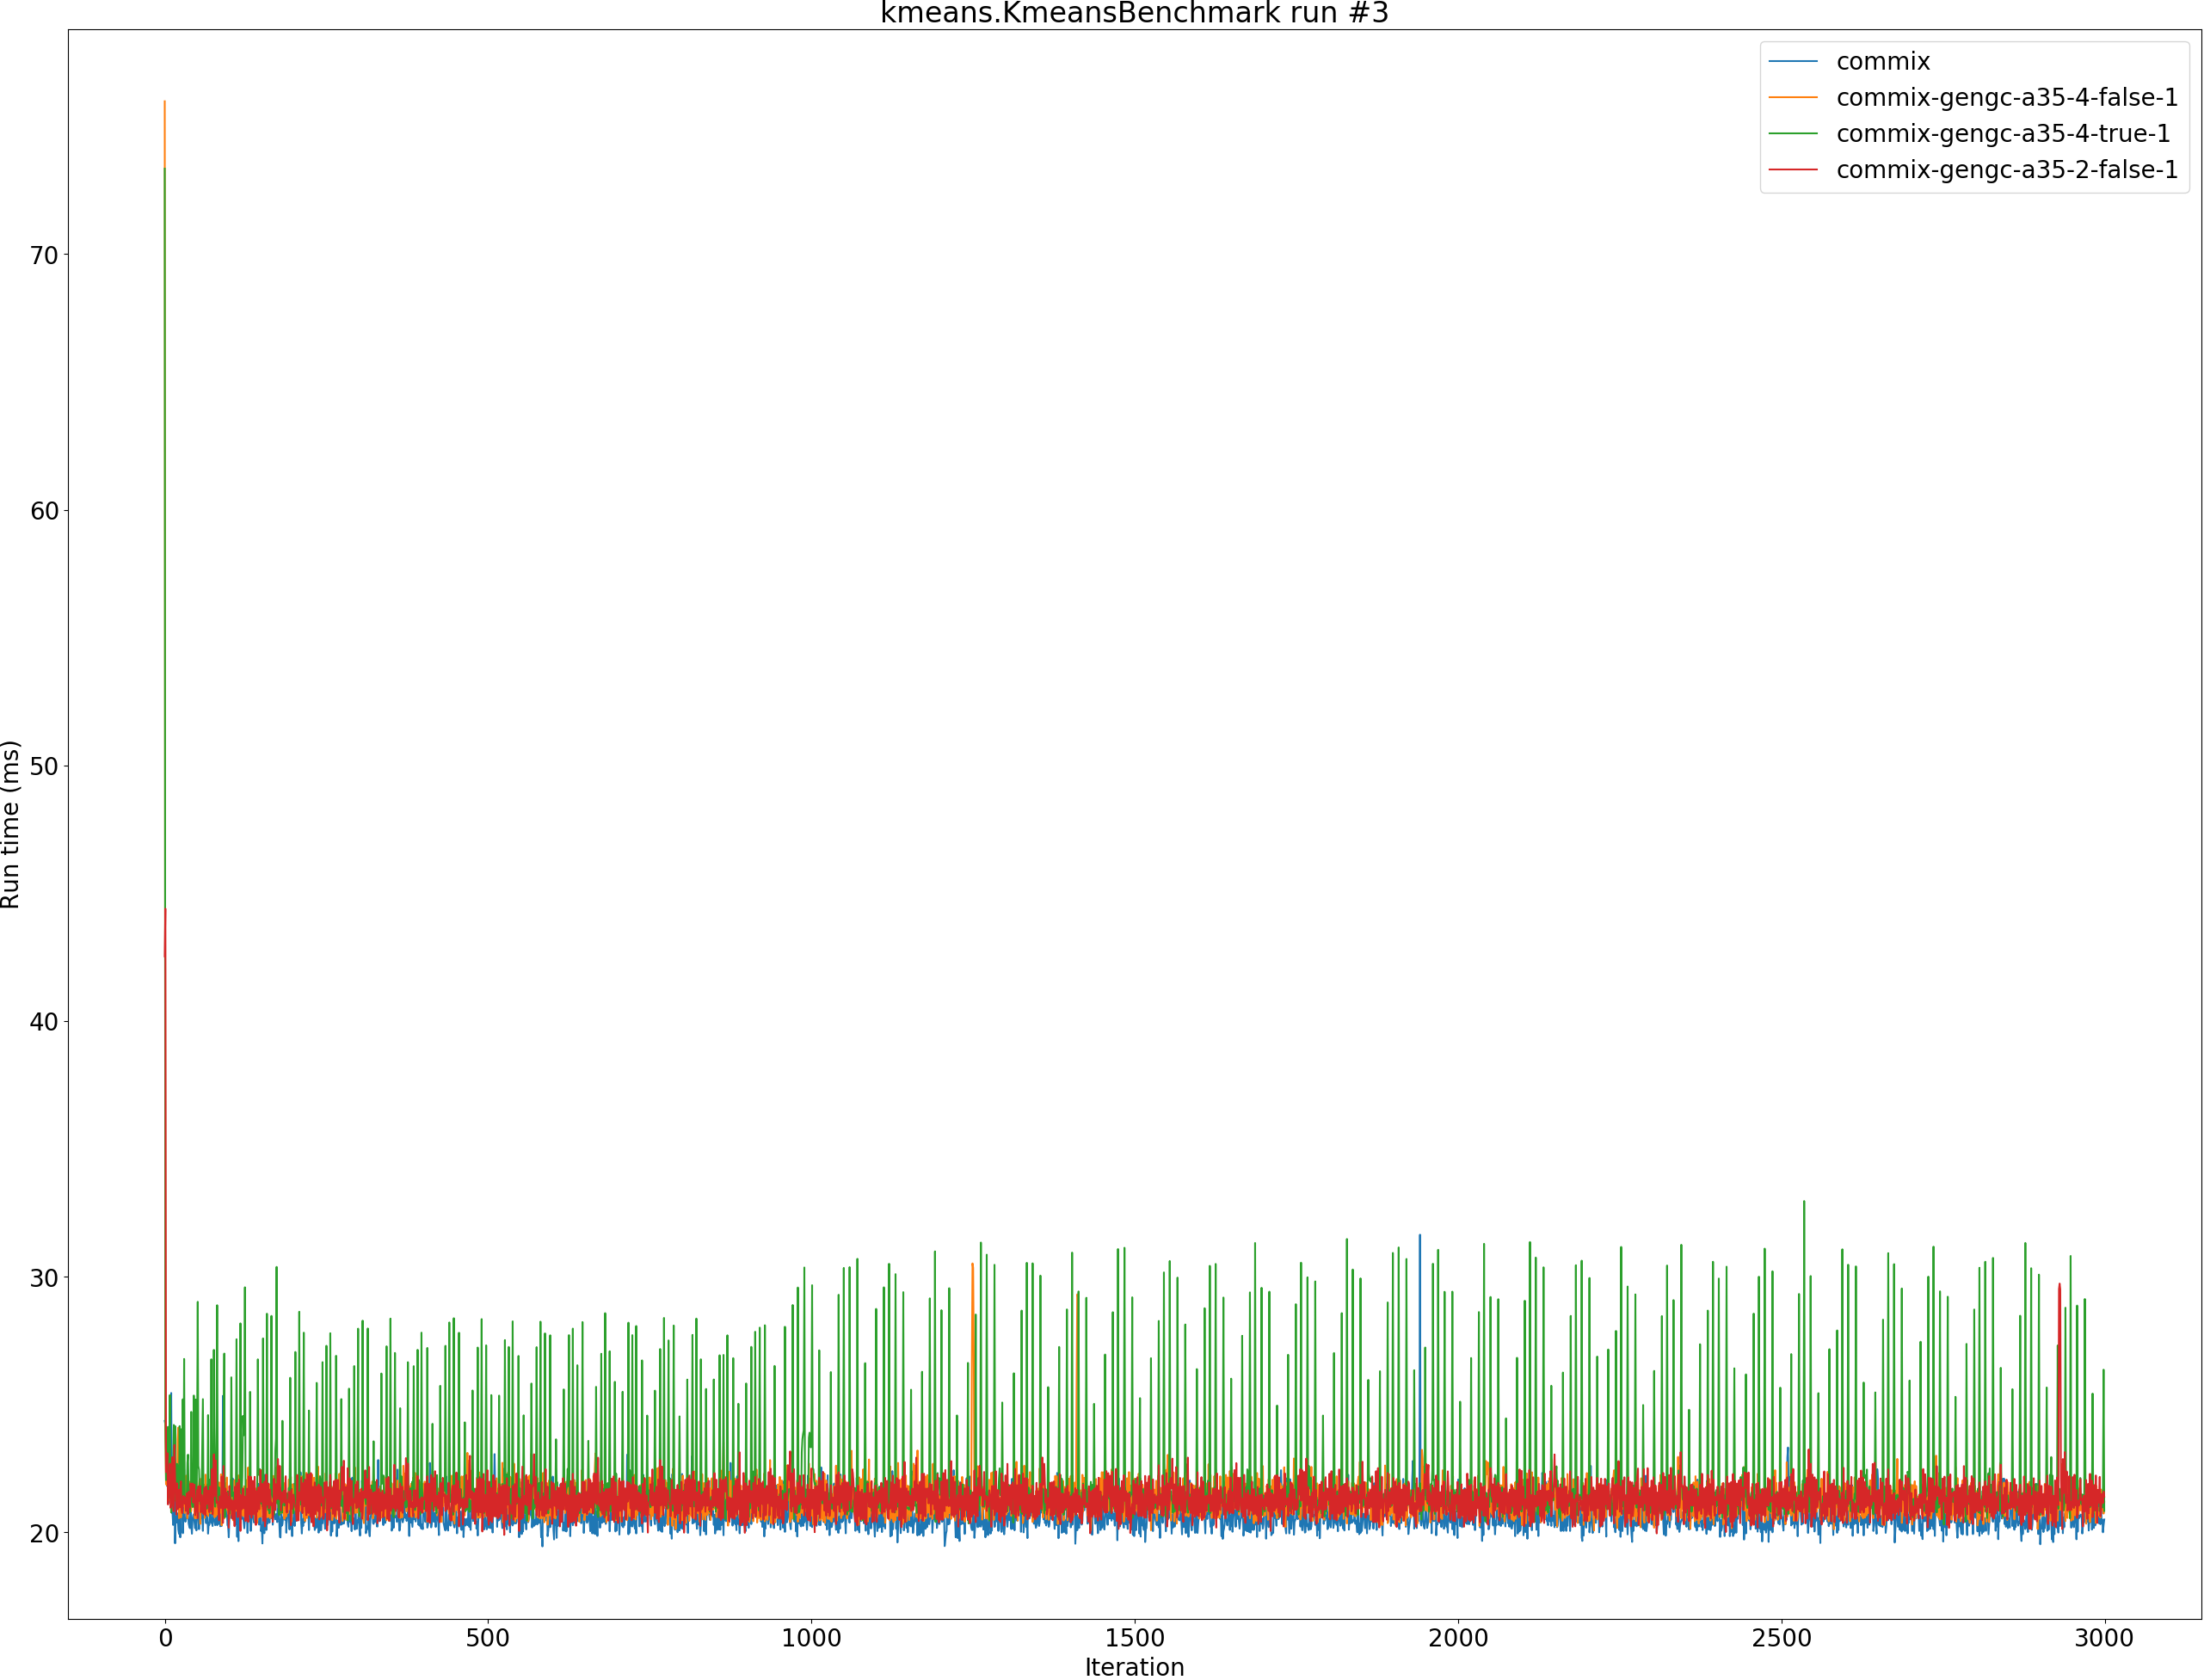 kmeans.KmeansBenchmark run #3
commix
commix-gengc-a35-4-false-1
commix-gengc-a35-4-true-1
commix-gengc-a35-2-false-1
Run time (ms)
70
60
50
40
30
20
0 500 1000 1500 2000 2500 3000
Iteration